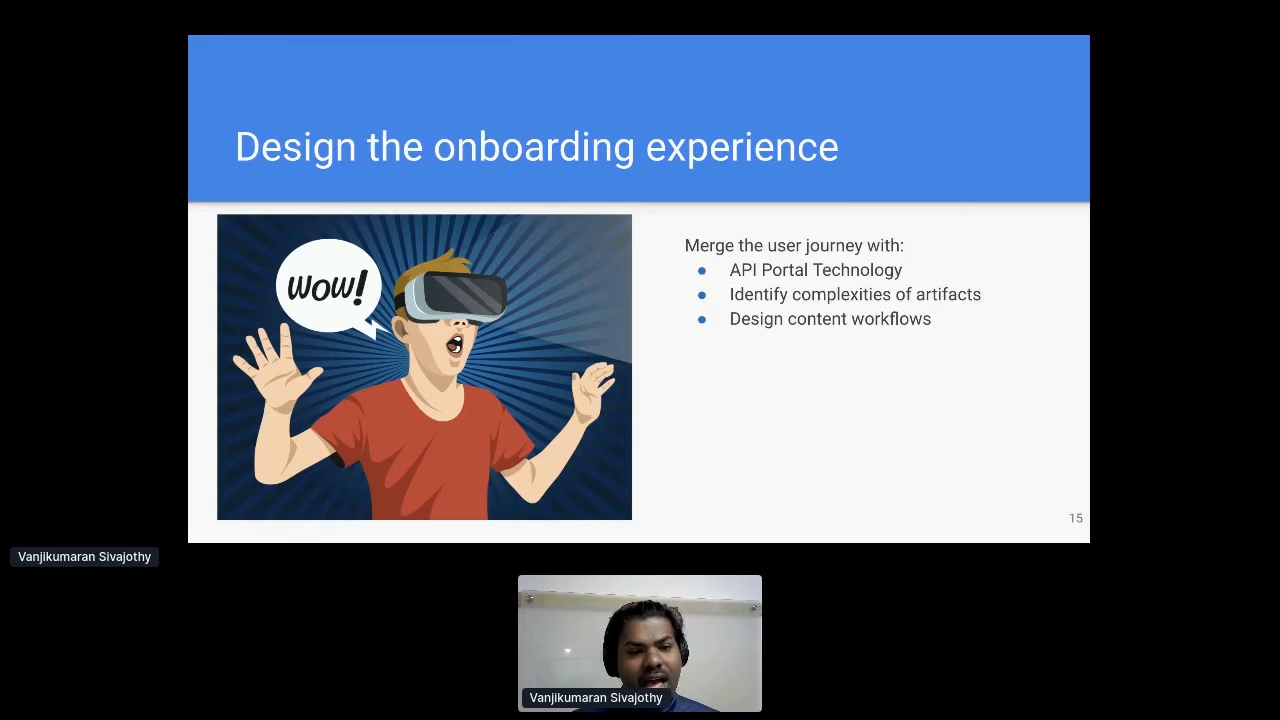 Design the onboarding experience
wow!
Merge the user journey with:
● API Portal Technology
● Identify complexities of artifacts
● Design content workflows
15
Vanjikumaran Sivajothy
Vanjikumaran Sivajothy